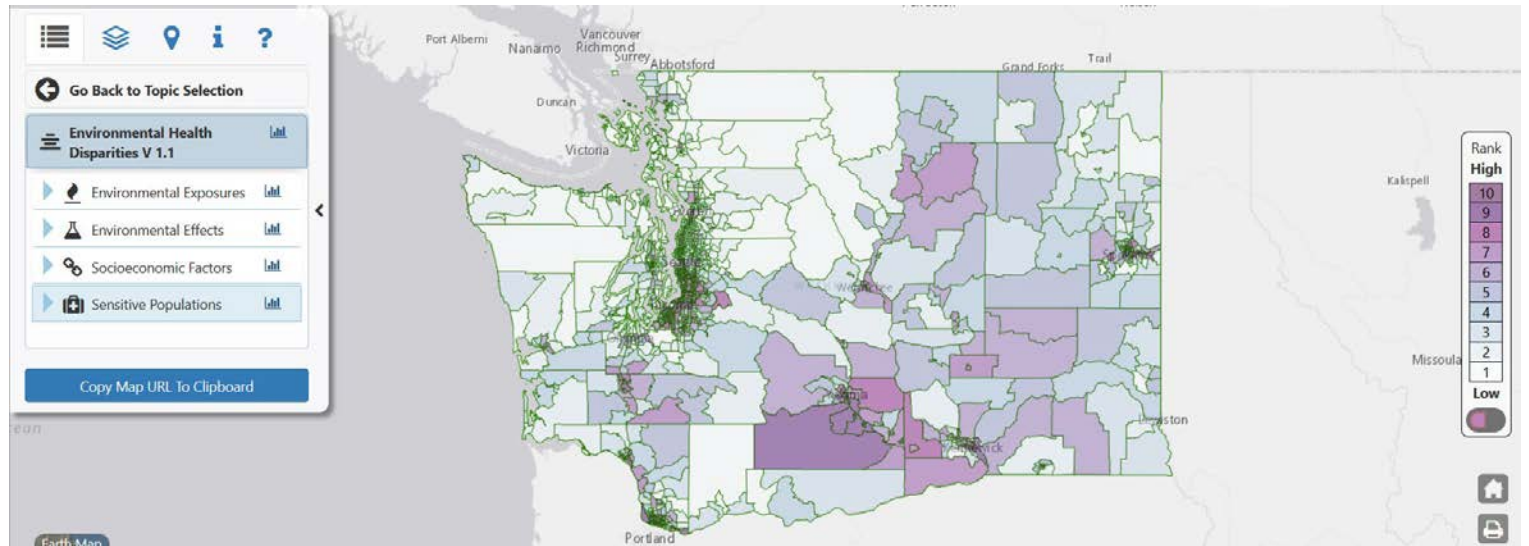 Go Back to Topic Selection
Environmental Health
Disparities V 1.1
Environmental Exposures
Environmental Effects
Socioeconomic Factors
Sensitive Populations
Copy Map URL To Clipboard
Port Alberni
Nanaimo
Vancouver
Richmond
Surrey
Abbotsford
Duncan
Victoria
Grand Forks
Trail
Kalispell
Missoula
Portland
Earth Map
Rank
High
10
9
8
7
6
5
4
3
2
1
Low